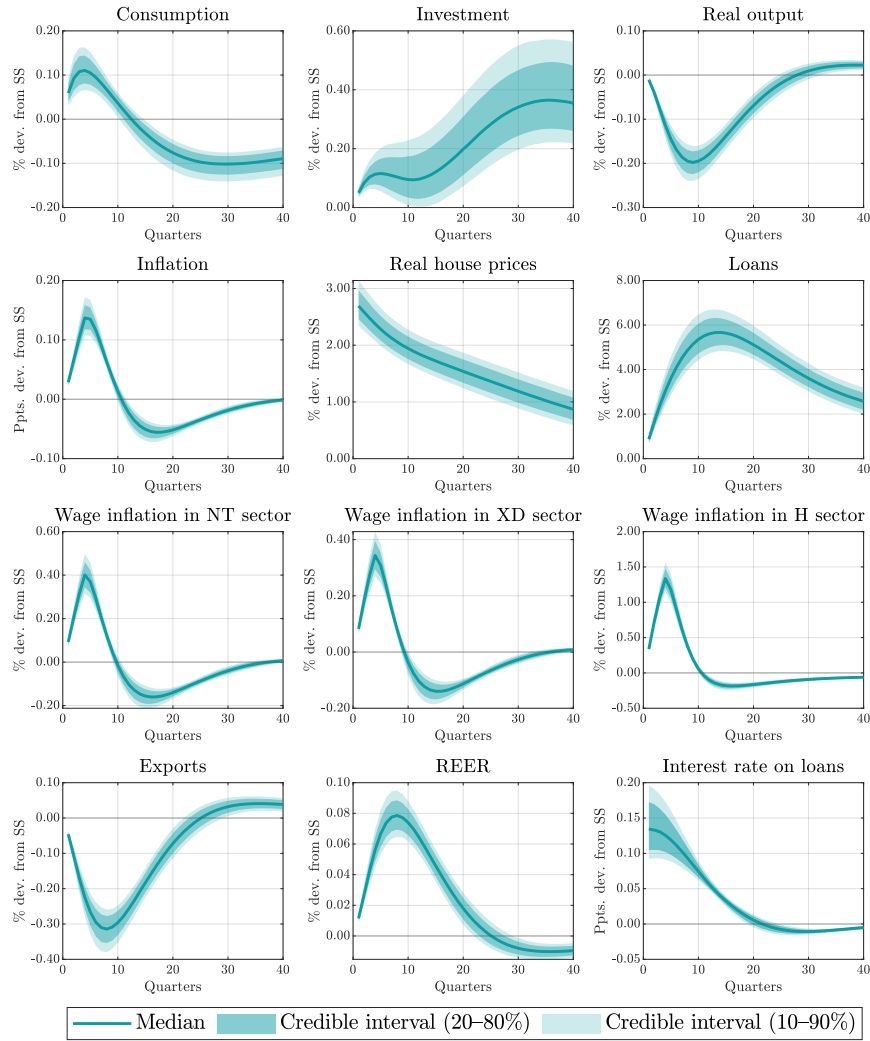 Consumption
Investment
Real output
0.20
0.10
0.00
-0.10
-0.20
% dev. from SS
0 10 20 30 40
Quarters
0.60
0.40
0.20
0.00
% dev. from SS
0 10 20 30 40
Quarters
0.00
-0.10
-0.20
-0.30
% dev. from SS
0 10 20 30 40
Quarters
Inflation
Real house prices
Loans
0.20
0.10
0.00
-0.10
Ppts. dev. from SS
0 10 20 30 40
Quarters
3.00
2.00
1.00
0.00
% dev. from SS
0 10 20 30 40
Quarters
8.00
6.00
4.00
2.00
0.00
% dev. from SS
0 10 20 30 40
Quarters
Wage inflation in NT sector
Wage inflation in XD sector
Wage inflation in H sector
0.60
0.40
0.20
0.00
-0.20
% dev. from SS
0 10 20 30 40
Quarters
0.40
0.20
0.00
-0.20
% dev. from SS
0 10 20 30 40
Quarters
2.00
1.50
1.00
0.50
0.00
-0.50
% dev. from SS
0 10 20 30 40
Quarters
Exports
REER
Interest rate on loans
0.10
0.00
-0.10
-0.20
-0.30
-0.40
% dev. from SS
0 10 20 30 40
Quarters
0.10
0.08
0.06
0.04
0.02
0.00
% dev. from SS
0 10 20 30 40
Quarters
0.20
0.15
0.10
0.05
0.00
-0.05
Ppts. dev. from SS
0 10 20 30 40
Quarters
Median Credible interval (20–80%) Credible interval (10–90%)